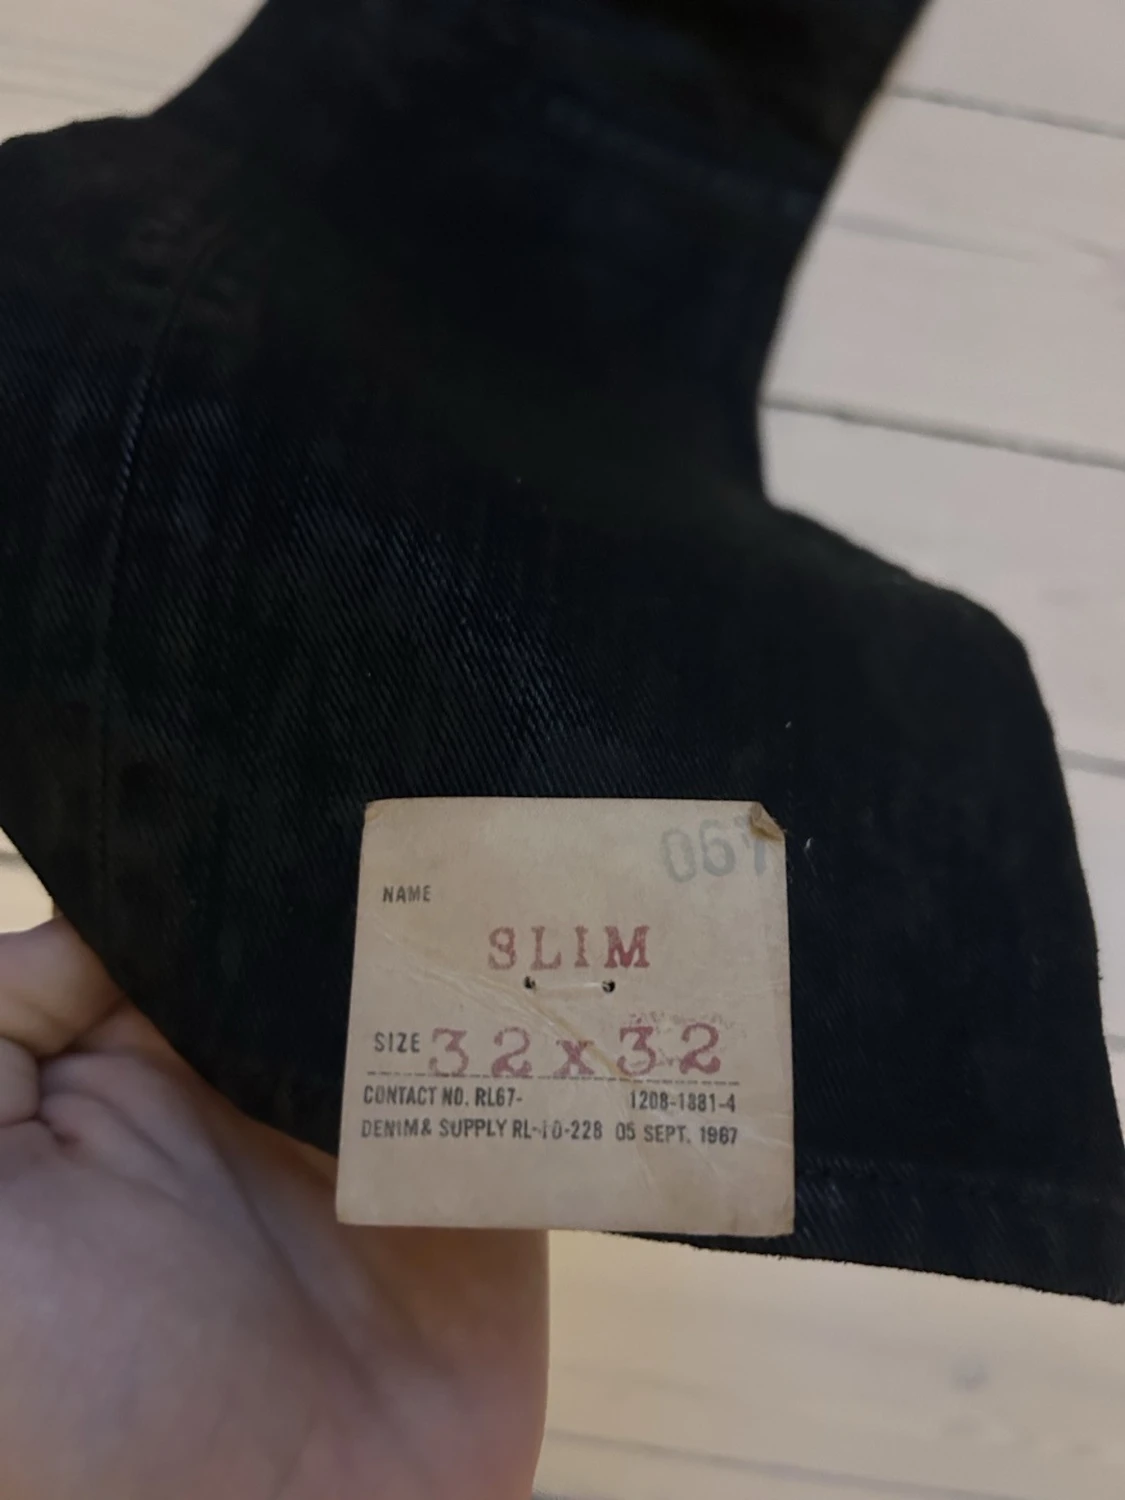 067
NAME
SLIM
SIZE 32x32
CONTACT NO. RL67- 1208-1881-4
DENIM & SUPPLY RL-10-228 05 SEPT. 1967